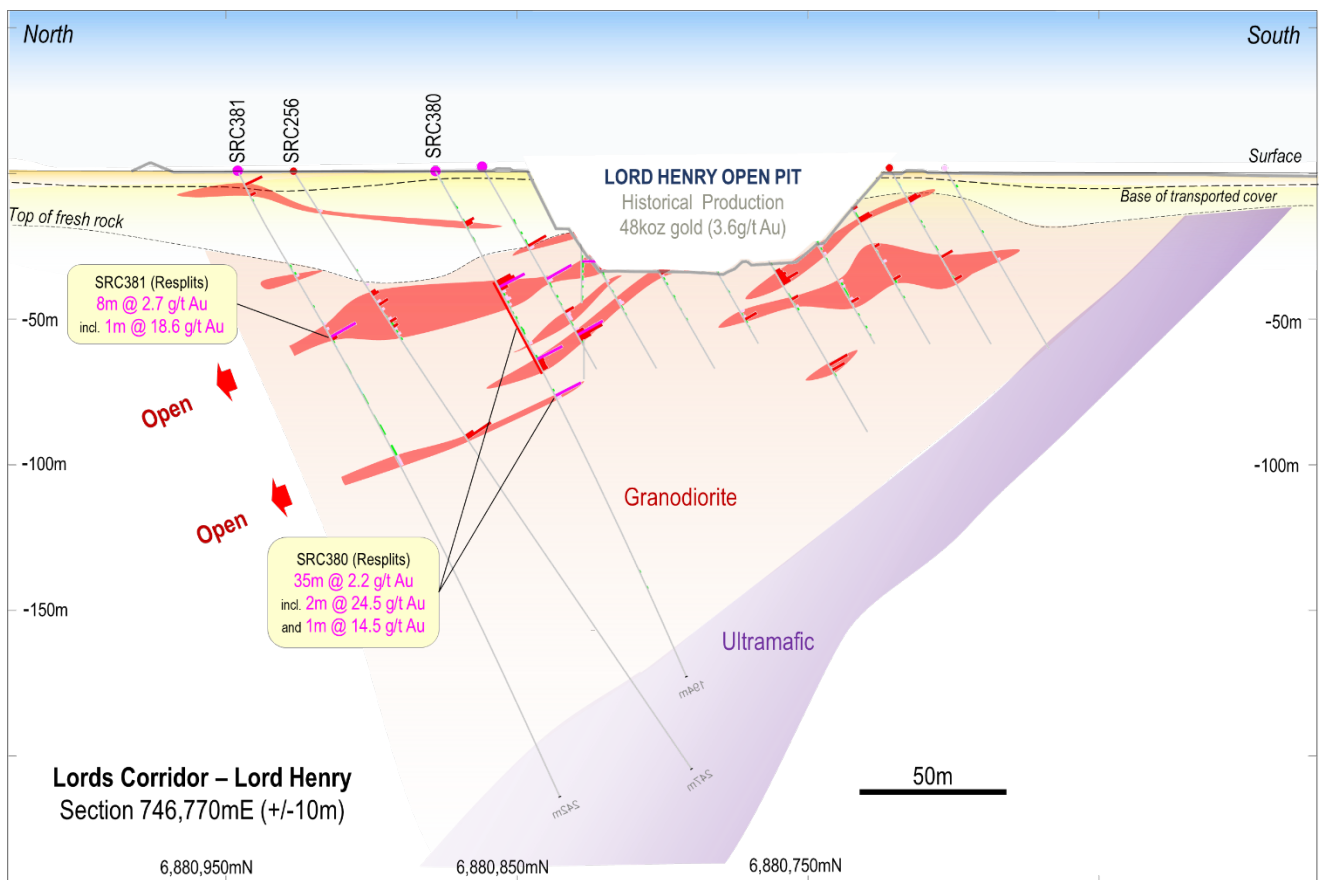 North
South
SRC381
SRC256
SRC380
Surface
LORD HENRY OPEN PIT
Historical Production
48koz gold (3.6g/t Au)
Base of transported cover
Top of fresh rock
SRC381 (Resplits)
8m @ 2.7 g/t Au
incl. 1m @ 18.6 g/t Au
-50m
-50m
Open
-100m
-100m
Granodiorite
Open
SRC380 (Resplits)
35m @ 2.2 g/t Au
incl. 2m @ 24.5 g/t Au
and 1m @ 14.5 g/t Au
-150m
Ultramafic
194m
247m
242m
Lords Corridor – Lord Henry
Section 746,770mE (+/-10m)
50m
6,880,950mN
6,880,850mN
6,880,750mN